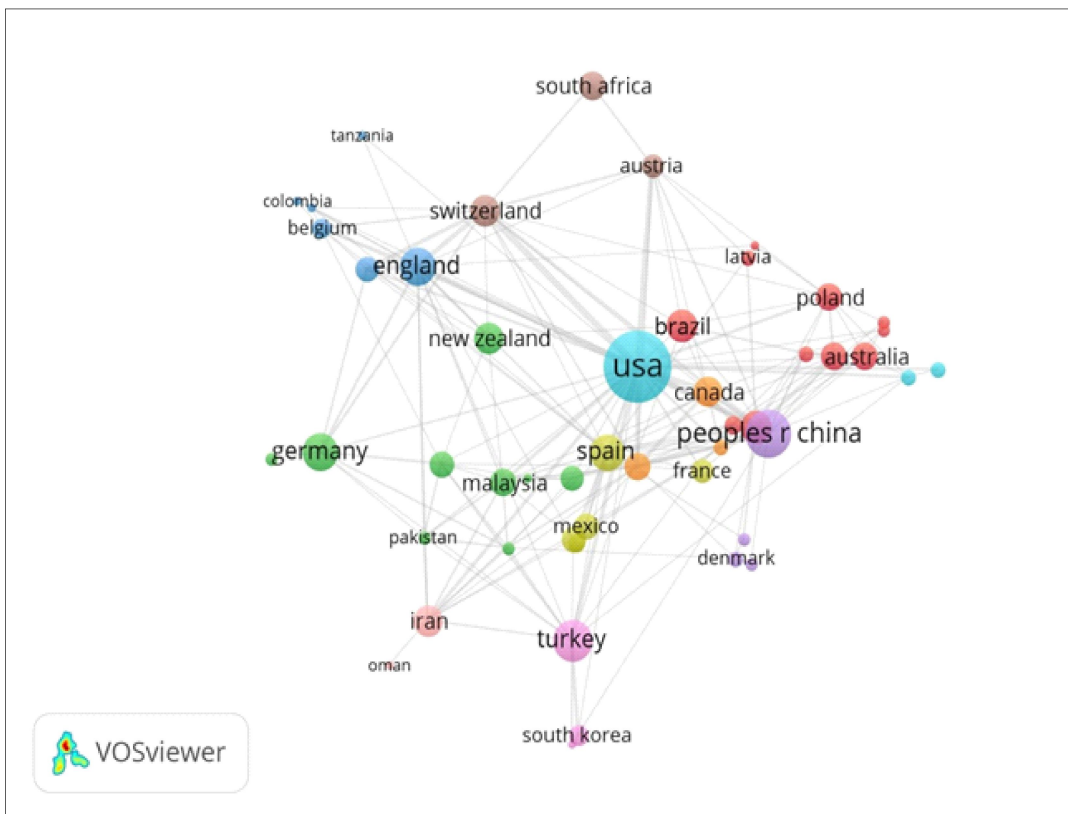 south africa
tanzania
austria
colombia
switzerland
belgium
latvia
england
poland
brazil
new zealand
australia
usa
canada
peoples r china
germany
spain
france
malaysia
mexico
pakistan
denmark
iran
turkey
oman
south korea
VOSviewer